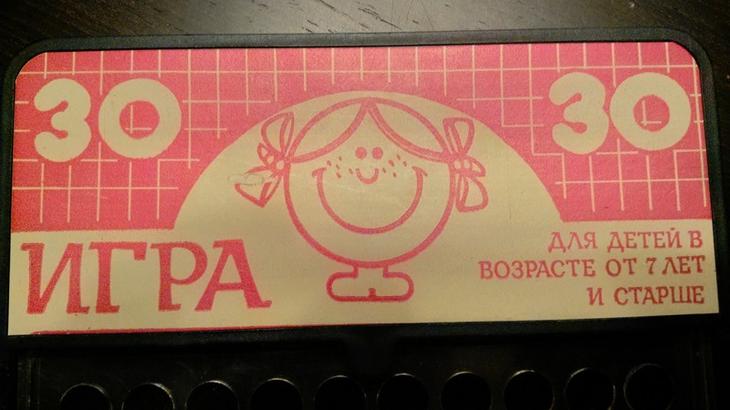 30
30
ИГРА
ДЛЯ ДЕТЕЙ В
ВОЗРАСТЕ ОТ 7 ЛЕТ
И СТАРШЕ